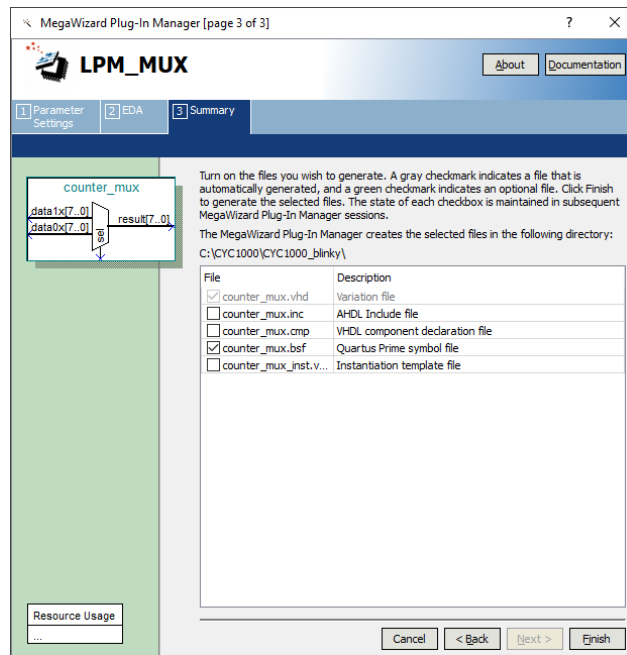 MegaWizard Plug-In Manager [page 3 of 3]
? ×
LPM_MUX
About
Documentation
1 Parameter Settings
2 EDA
3 Summary
counter_mux
data1x[7..0]
data0x[7..0]
result[7..0]
sel
Turn on the files you wish to generate. A gray checkmark indicates a file that is
automatically generated, and a green checkmark indicates an optional file. Click Finish
to generate the selected files. The state of each checkbox is maintained in subsequent
MegaWizard Plug-In Manager sessions.
The MegaWizard Plug-In Manager creates the selected files in the following directory:
C:\CYC1000\CYC1000_blinky\
File Description
counter_mux.vhd Variation file
counter_mux.inc AHDL Include file
counter_mux.cmp VHDL component declaration file
counter_mux.bsf Quartus Prime symbol file
counter_mux_inst.v... Instantiation template file
Resource Usage
...
Cancel
< Back
Next >
Finish